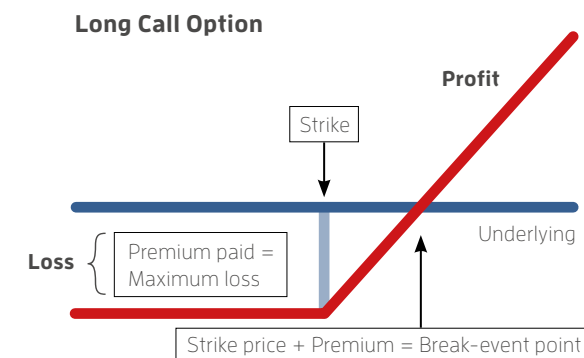 Long Call Option
Profit
Strike
Underlying
Loss
Premium paid =
Maximum loss
Strike price + Premium = Break-event point